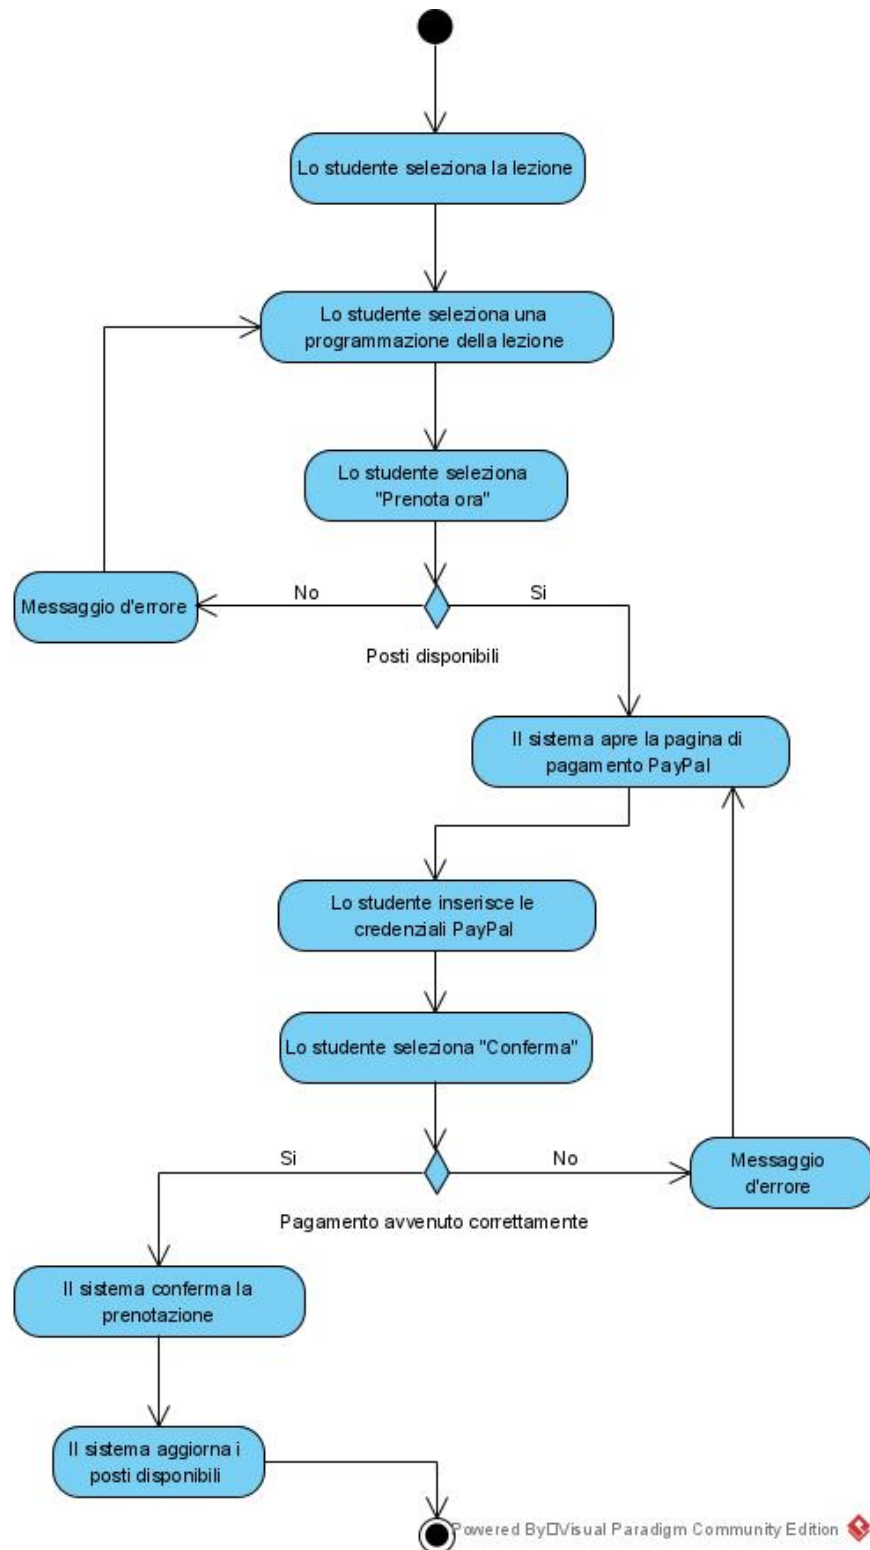 Lo studente seleziona la lezione
Lo studente seleziona una
programmazione della lezione
Lo studente seleziona
"Prenota ora"
No
Si
Messaggio d'errore
Posti disponibili
Il sistema apre la pagina di
pagamento PayPal
Lo studente inserisce le
credenziali PayPal
Lo studente seleziona "Conferma"
Si
No
Messaggio
d'errore
Pagamento avvenuto correttamente
Il sistema conferma la
prenotazione
Il sistema aggiorna i
posti disponibili
Powered By□Visual Paradigm Community Edition